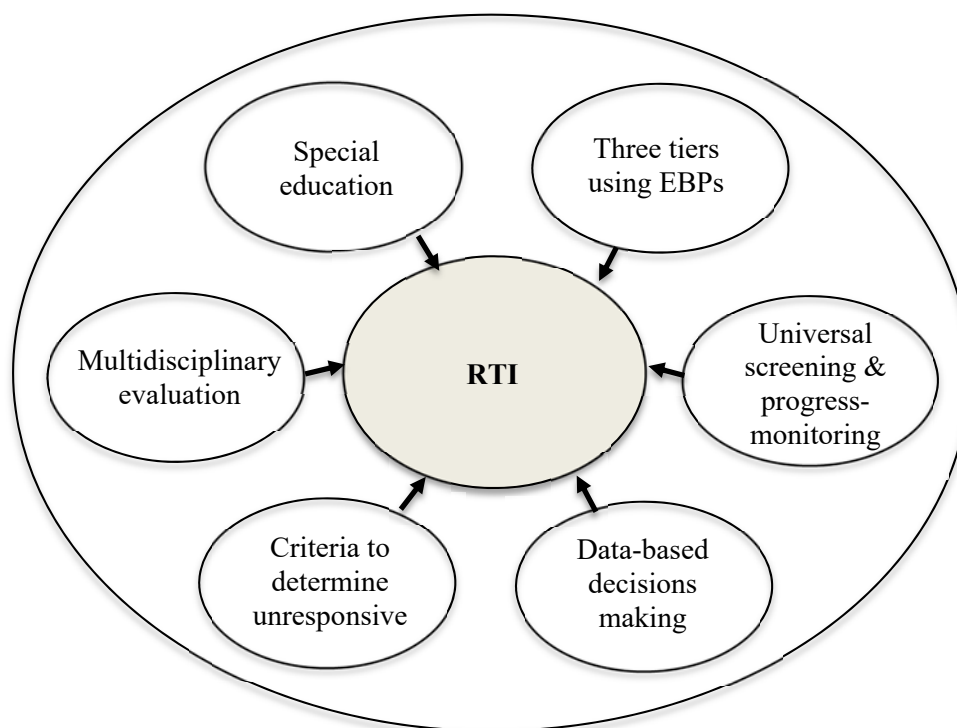 Special
education
Three tiers
using EBPs
Multidisciplinary
evaluation
RTI
Universal
screening &
progress-
monitoring
Criteria to
determine
unresponsive
Data-based
decisions
making